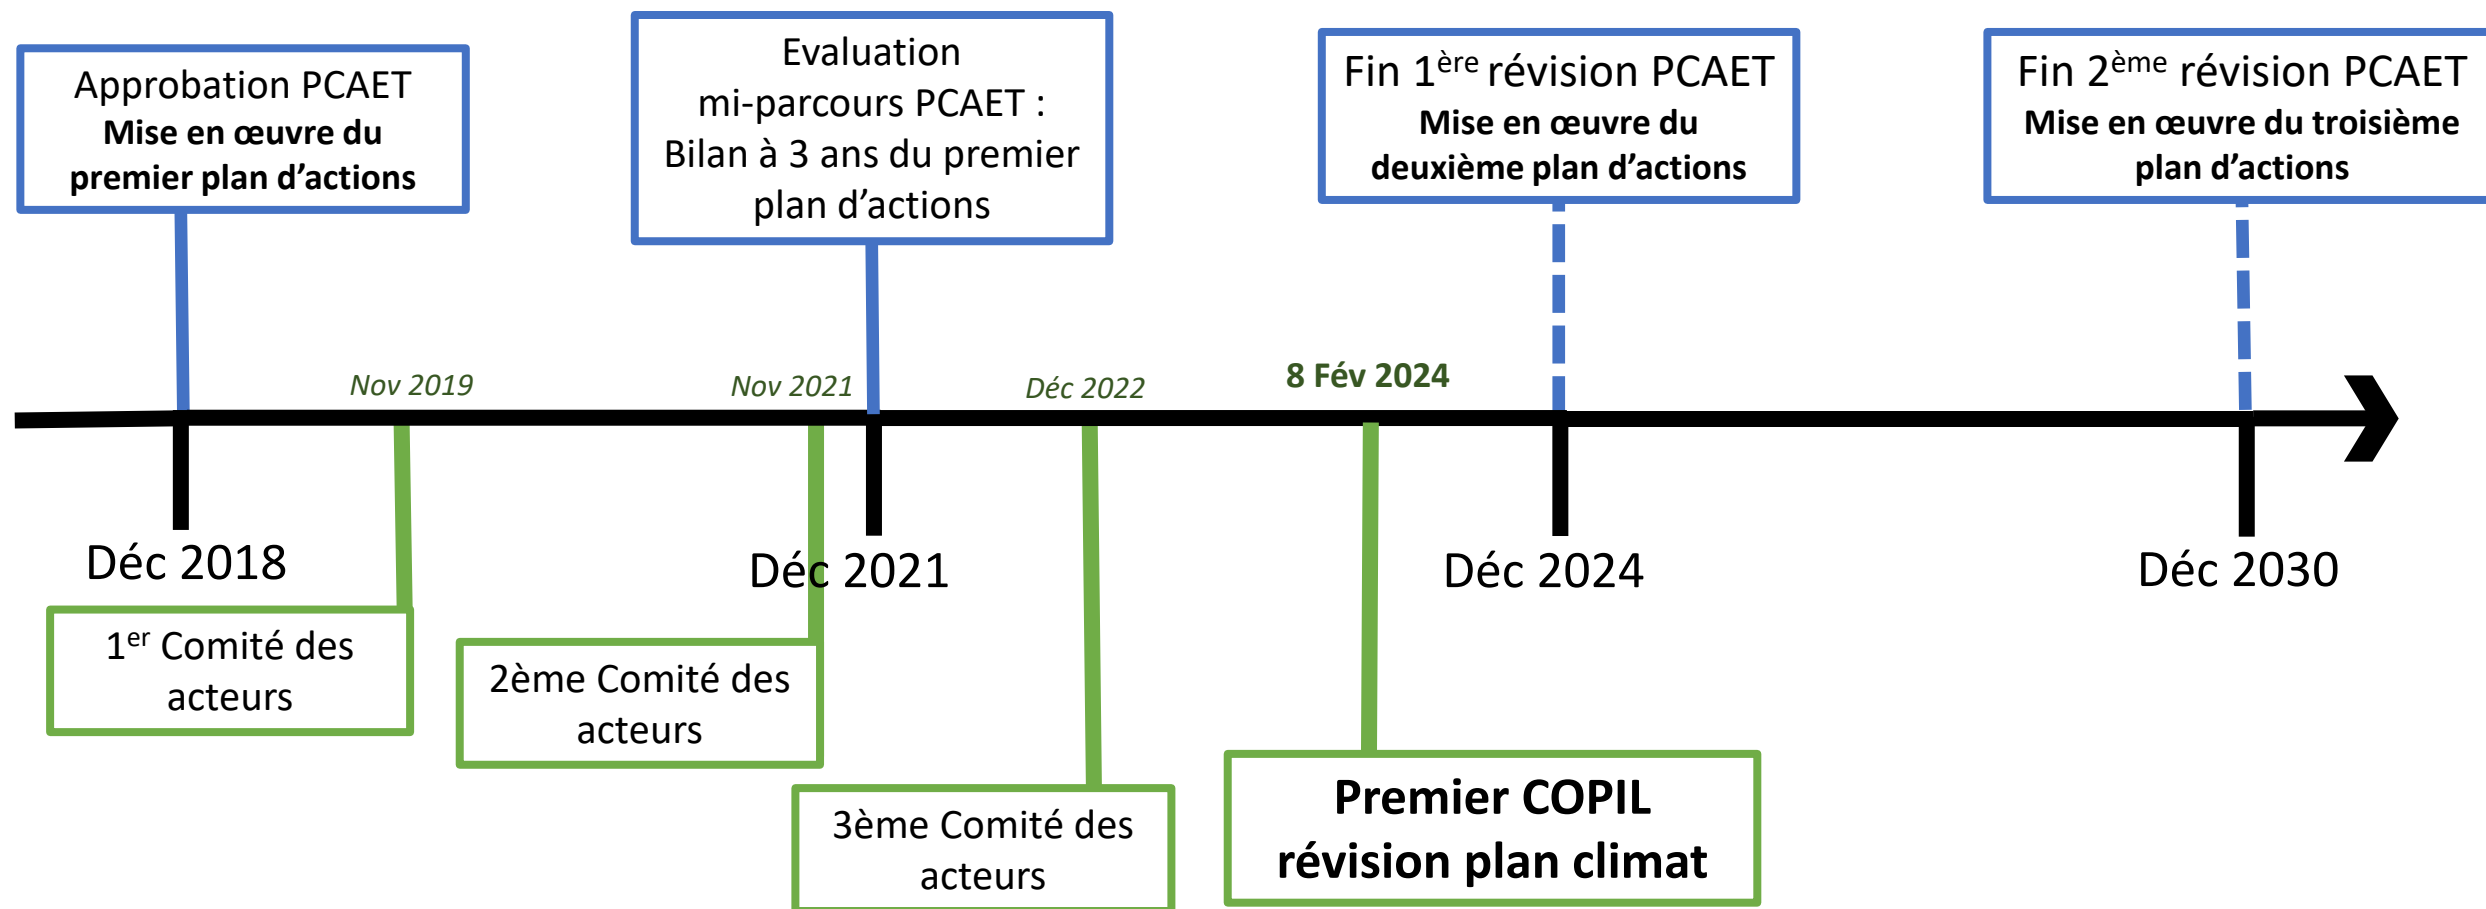 Approbation PCAET
Mise en œuvre du
premier plan d’actions
Evaluation
mi-parcours PCAET :
Bilan à 3 ans du premier
plan d’actions
Fin 1ère révision PCAET
Mise en œuvre du
deuxième plan d’actions
Fin 2ème révision PCAET
Mise en œuvre du troisième
plan d’actions
Nov 2019
Nov 2021
Déc 2022
8 Fév 2024
Déc 2018
Déc 2021
Déc 2024
Déc 2030
1er Comité des
acteurs
2ème Comité des
acteurs
3ème Comité des
acteurs
Premier COPIL
révision plan climat